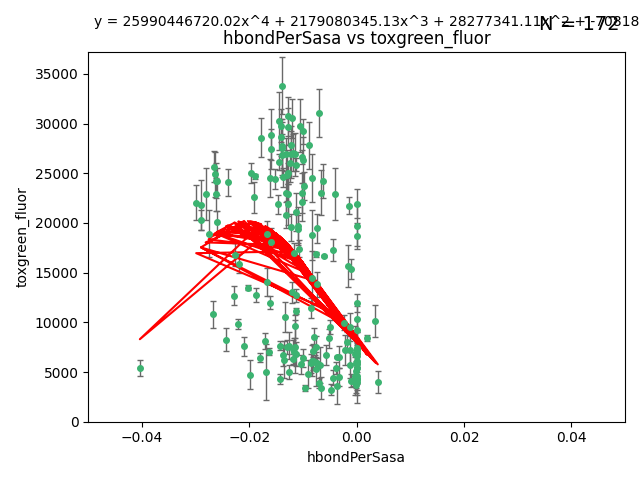 y = 25990446720.02x^4 + 2179080345.13x^3 + 28277341.11x^2 +
N = 172
hbondPerSasa vs toxgreen_fluor
35000
30000
25000
20000
15000
10000
5000
0
toxgreen_fluor
−0.04 −0.02 0.00 0.02 0.04
hbondPerSasa